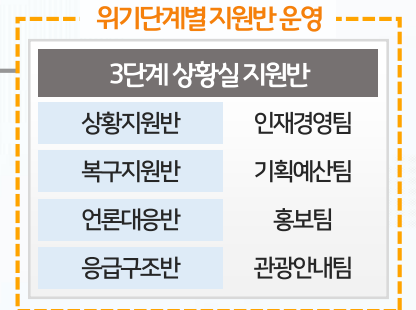 위기단계별 지원반 운영
3단계 상황실 지원반
상황지원반 인재경영팀
복구지원반 기획예산팀
언론대응반 홍보팀
응급구조반 관광안내팀